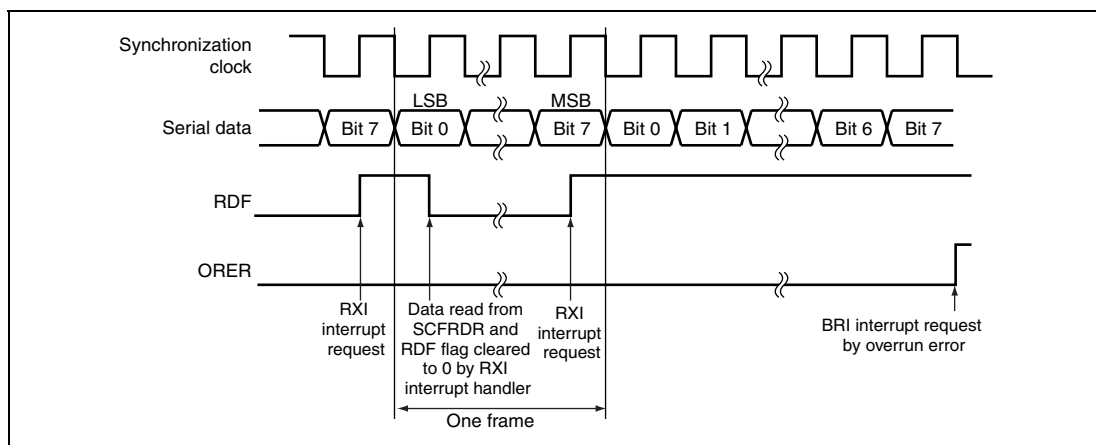 Synchronization
clock
LSB
MSB
Serial data
Bit 7
Bit 0
Bit 7
Bit 0
Bit 1
Bit 6
Bit 7
RDF
ORER
RXI
interrupt
request
Data read from
SCFRDR and
RDF flag cleared
to 0 by RXI
interrupt handler
RXI
interrupt
request
BRI interrupt request
by overrun error
One frame